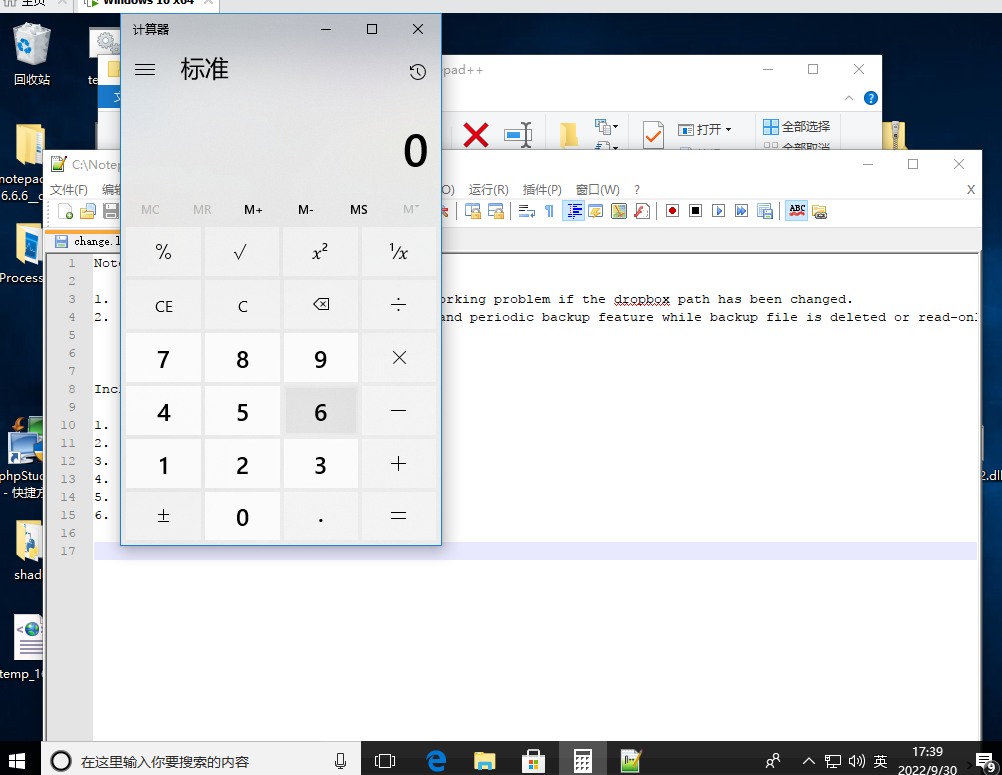 主页
Windows 10 x64
回收站
计算器
标准
0
MC MR M+ M- MS M
% √ x² ¹/x
CE C ÷
7 8 9 ×
4 5 6 −
1 2 3 +
± 0 . =
pad++
打开
全部选择
全部取消
C:\Notep
文件(F) 编辑
O) 运行(R) 插件(P) 窗口(W) ? X
ABC
change.l
1 Note
2
3 1. orking problem if the dropbox path has been changed.
4 2. and periodic backup feature while backup file is deleted or read-onl
5
6
7
8 Incl
9
10 1.
11 2.
12 3.
13 4.
14 5.
15 6.
16
17
te
notepad
6.6.6_
Process
phpStud
- 快捷方
shad
temp_10
2.dll
在这里输入你要搜索的内容
英
17:39
2022/9/30
9